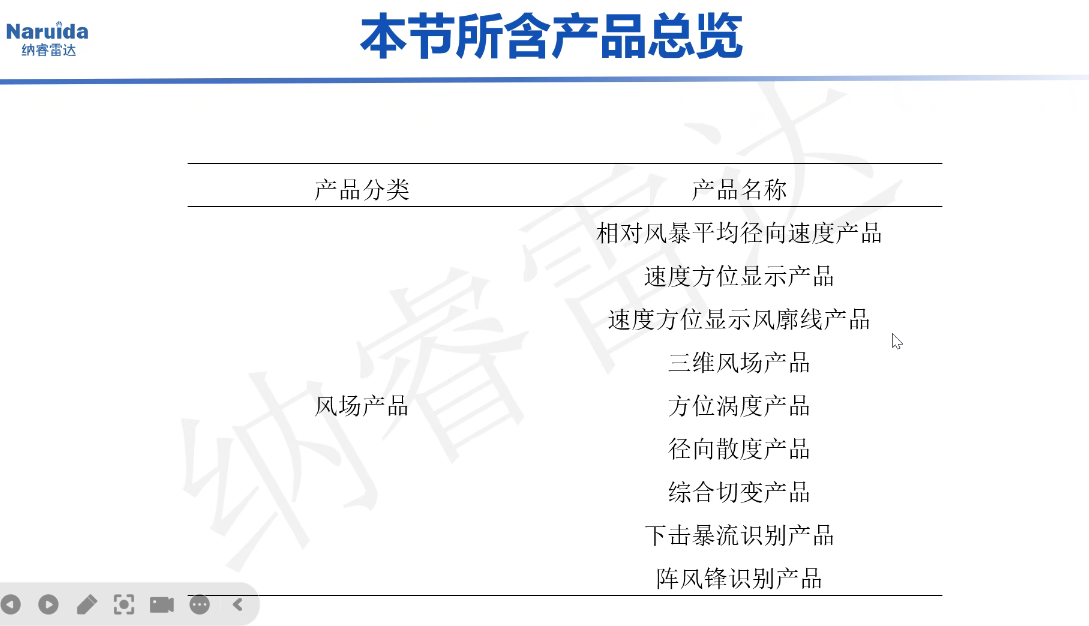 Naruida
纳睿雷达
本节所含产品总览
产品分类 产品名称
相对风暴平均径向速度产品
速度方位显示产品
速度方位显示风廓线产品
三维风场产品
风场产品 方位涡度产品
径向散度产品
综合切变产品
下击暴流识别产品
阵风锋识别产品
纳睿雷达